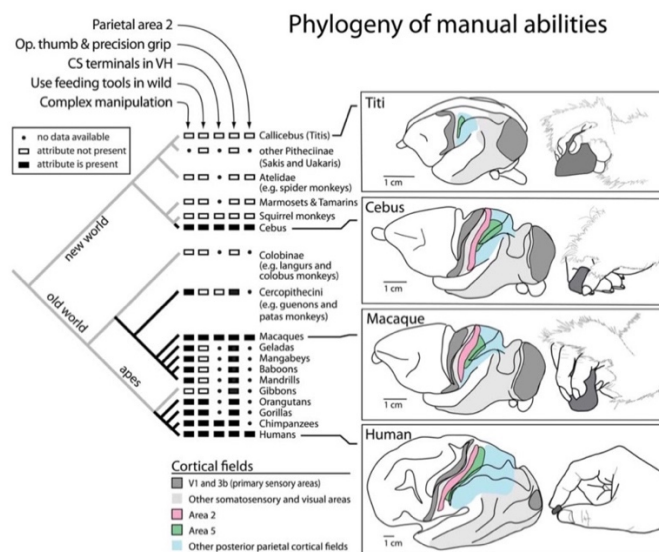 Phylogeny of manual abilities
Parietal area 2
Op. thumb & precision grip
CS terminals in VH
Use feeding tools in wild
Complex manipulation
no data available
attribute not present
attribute is present
new world
old world
apes
Callicebus (Titis)
other Pitheciinae
(Sakis and Uakaris)
Atelidae
(e.g. spider monkeys)
Marmosets & Tamarins
Squirrel monkeys
Cebus
Colobinae
(e.g. langurs and
colobus monkeys)
Cercopithecini
(e.g. guenons and
patas monkeys)
Macaques
Geladas
Mangabeys
Baboons
Mandrills
Gibbons
Orangutans
Gorillas
Chimpanzees
Humans
Titi
1 cm
Cebus
1 cm
Macaque
1 cm
Human
1 cm
Cortical fields
V1 and 3b (primary sensory areas)
Other somatosensory and visual areas
Area 2
Area 5
Other posterior parietal cortical fields